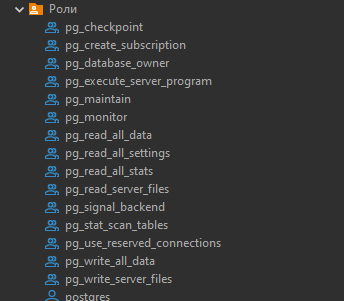 Роли
pg_checkpoint
pg_create_subscription
pg_database_owner
pg_execute_server_program
pg_maintain
pg_monitor
pg_read_all_data
pg_read_all_settings
pg_read_all_stats
pg_read_server_files
pg_signal_backend
pg_stat_scan_tables
pg_use_reserved_connections
pg_write_all_data
pg_write_server_files
postgres